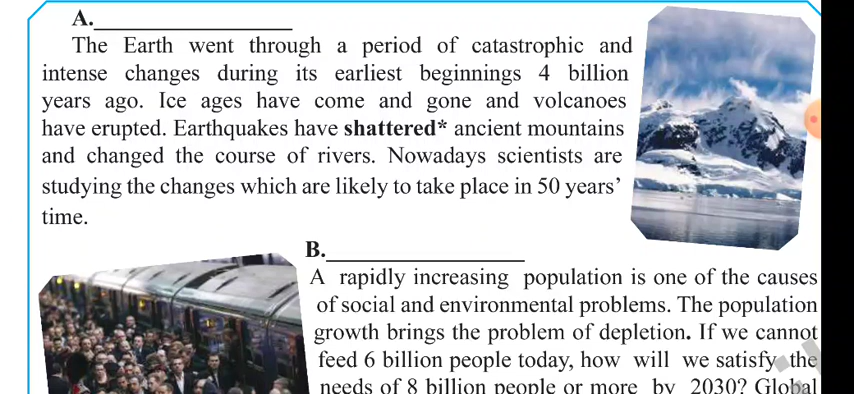 A.____________________
The Earth went through a period of catastrophic and
intense changes during its earliest beginnings 4 billion
years ago. Ice ages have come and gone and volcanoes
have erupted. Earthquakes have shattered* ancient mountains
and changed the course of rivers. Nowadays scientists are
studying the changes which are likely to take place in 50 years’
time.
B.____________________
A rapidly increasing population is one of the causes
of social and environmental problems. The population
growth brings the problem of depletion. If we cannot
feed 6 billion people today, how will we satisfy the
needs of 8 billion people or more by 2030? Global